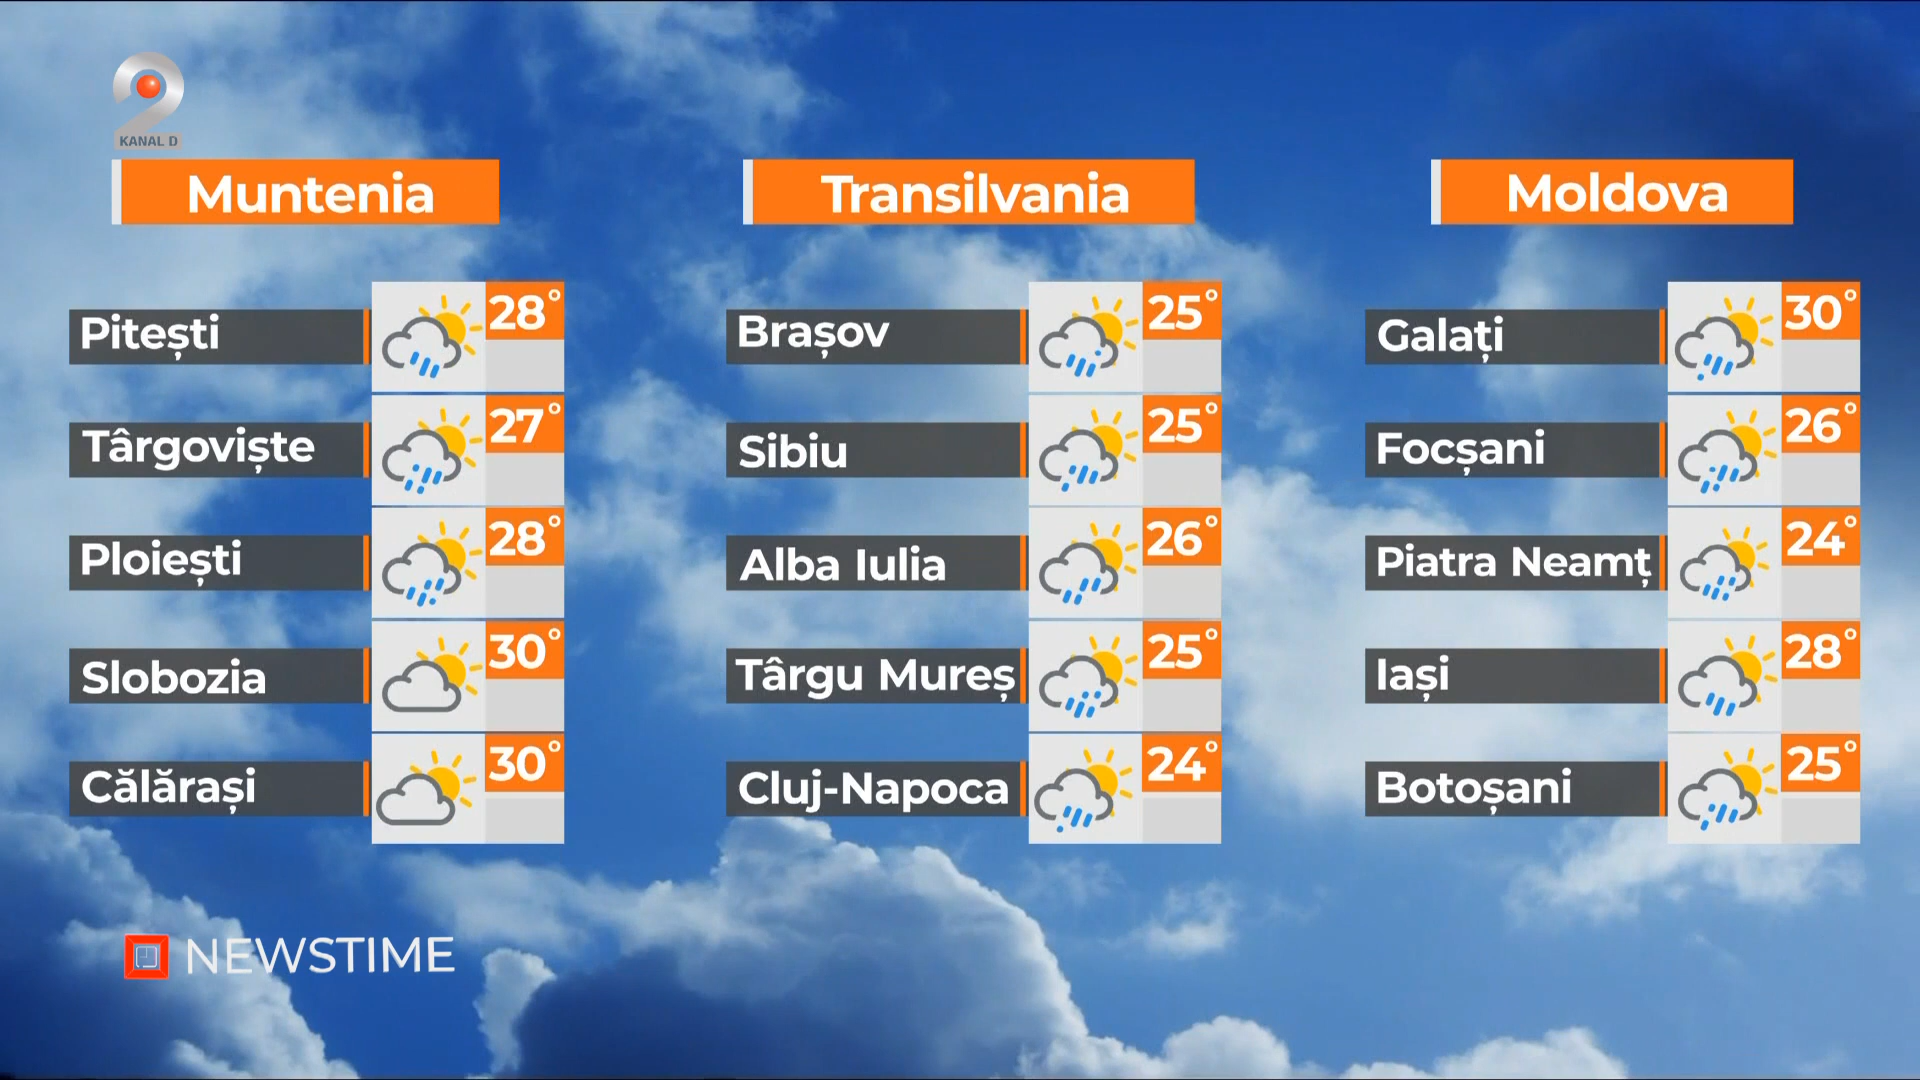 KANAL D
Muntenia
Pitești 28°
Târgoviște 27°
Ploiești 28°
Slobozia 30°
Călărași 30°
Transilvania
Brașov 25°
Sibiu 25°
Alba Iulia 26°
Târgu Mureș 25°
Cluj-Napoca 24°
Moldova
Galați 30°
Focșani 26°
Piatra Neamț 24°
Iași 28°
Botoșani 25°
NEWSTIME